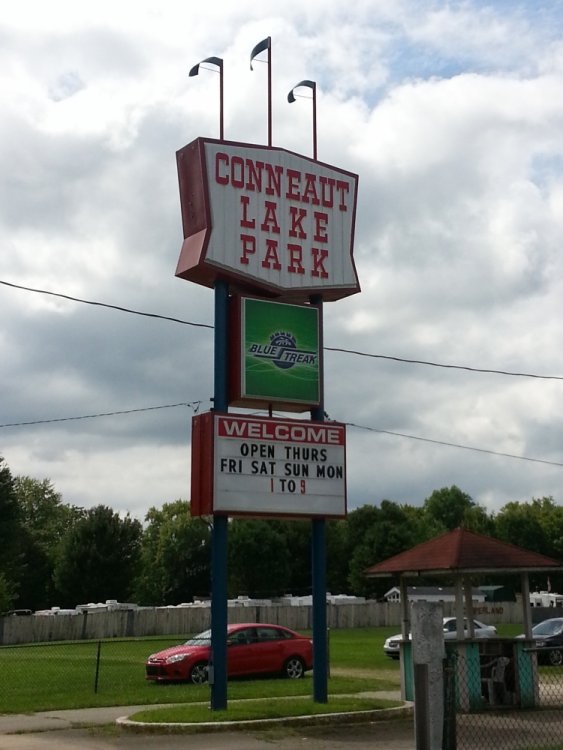 CONNEAUT
LAKE
PARK
BLUE STREAK
WELCOME
OPEN THURS
FRI SAT SUN MON
1 TO 9